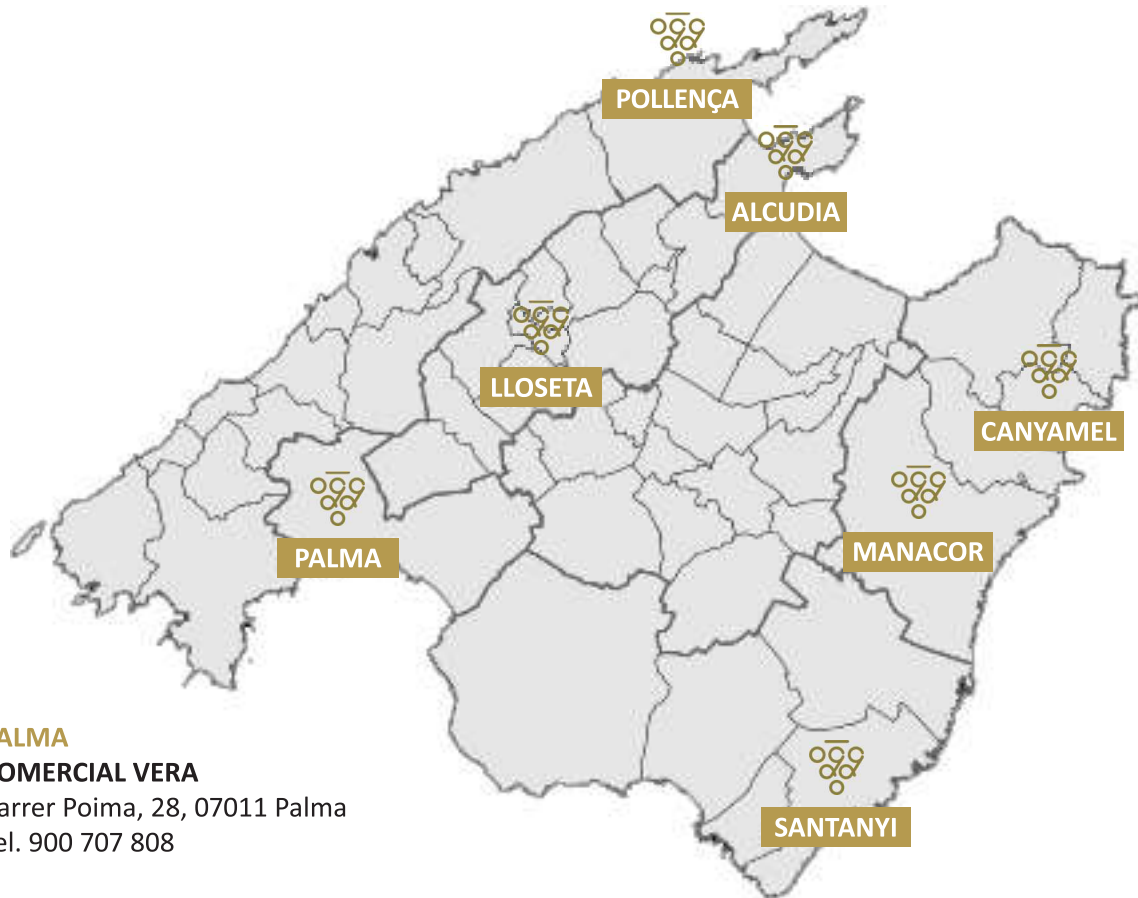 POLLENÇA
ALCUDIA
LLOSETA
CANYAMEL
MANACOR
PALMA
SANTANYI
ALMA
OMERCIAL VERA
arrer Poima, 28, 07011 Palma
el. 900 707 808